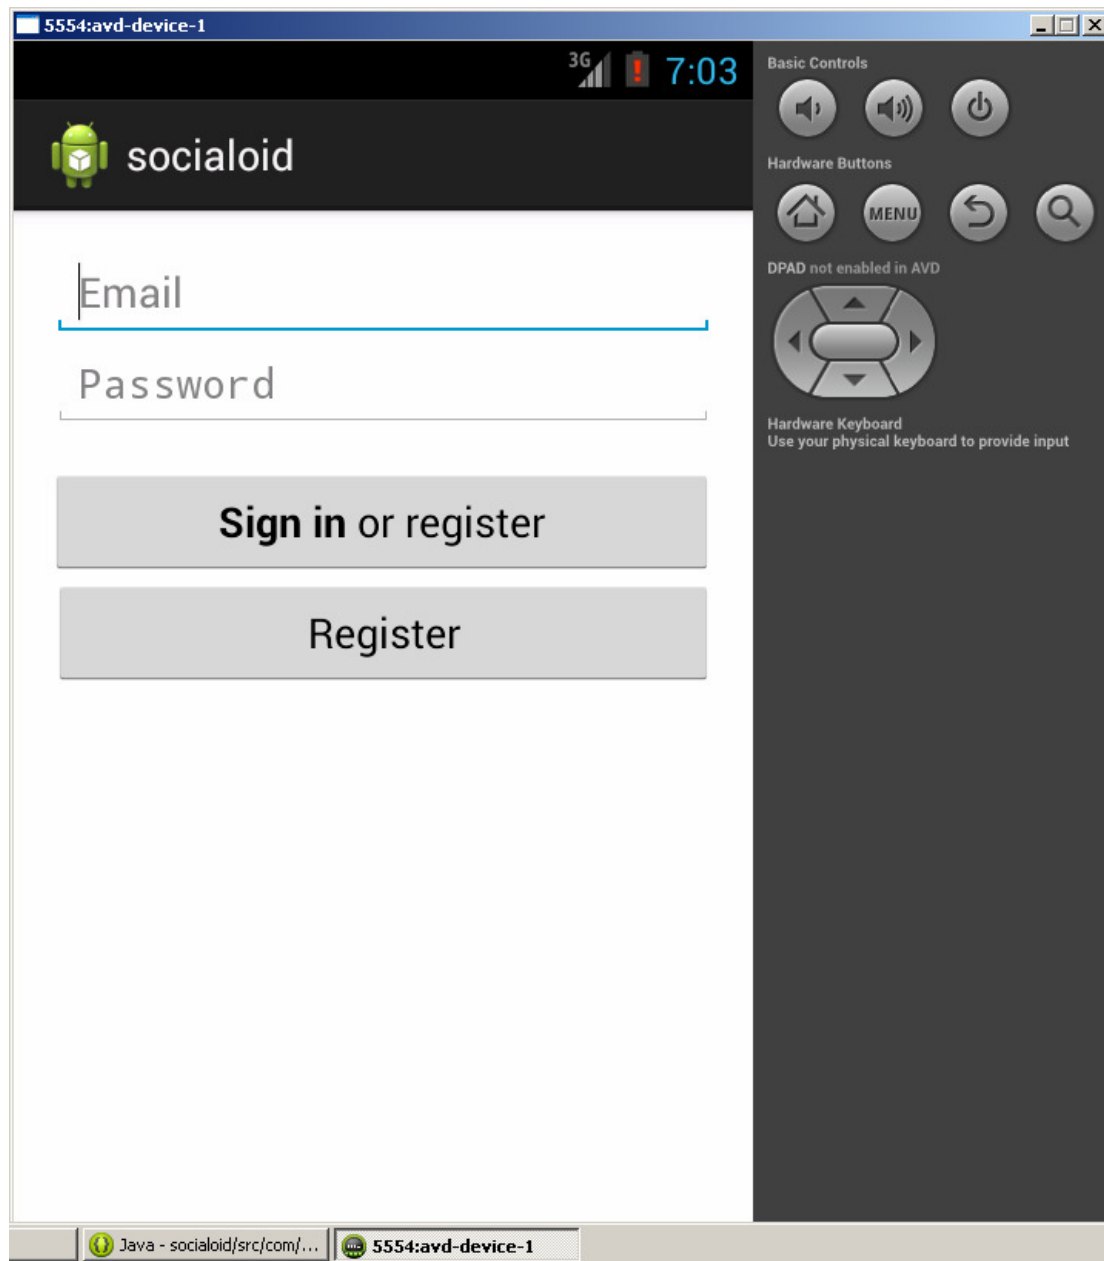 5554:avd-device-1
3G 7:03
socialoid
Email
Password
Sign in or register
Register
Basic Controls
Hardware Buttons
MENU
DPAD not enabled in AVD
Hardware Keyboard
Use your physical keyboard to provide input
Java - socialoid/src/com/...
5554:avd-device-1